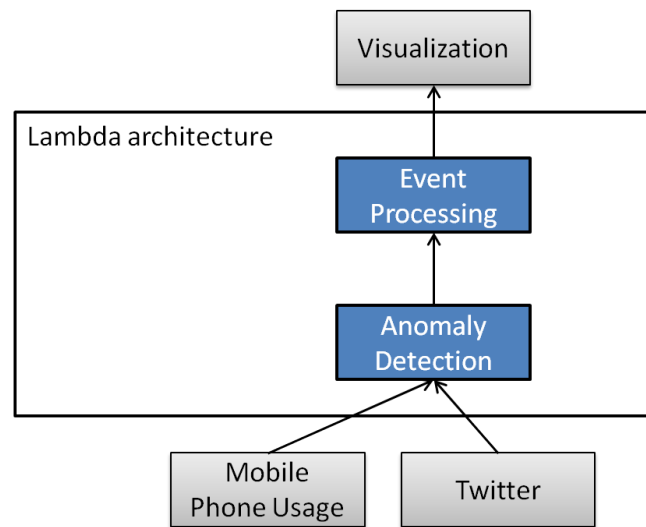 Visualization
Lambda architecture
Event
Processing
Anomaly
Detection
Mobile
Phone Usage
Twitter